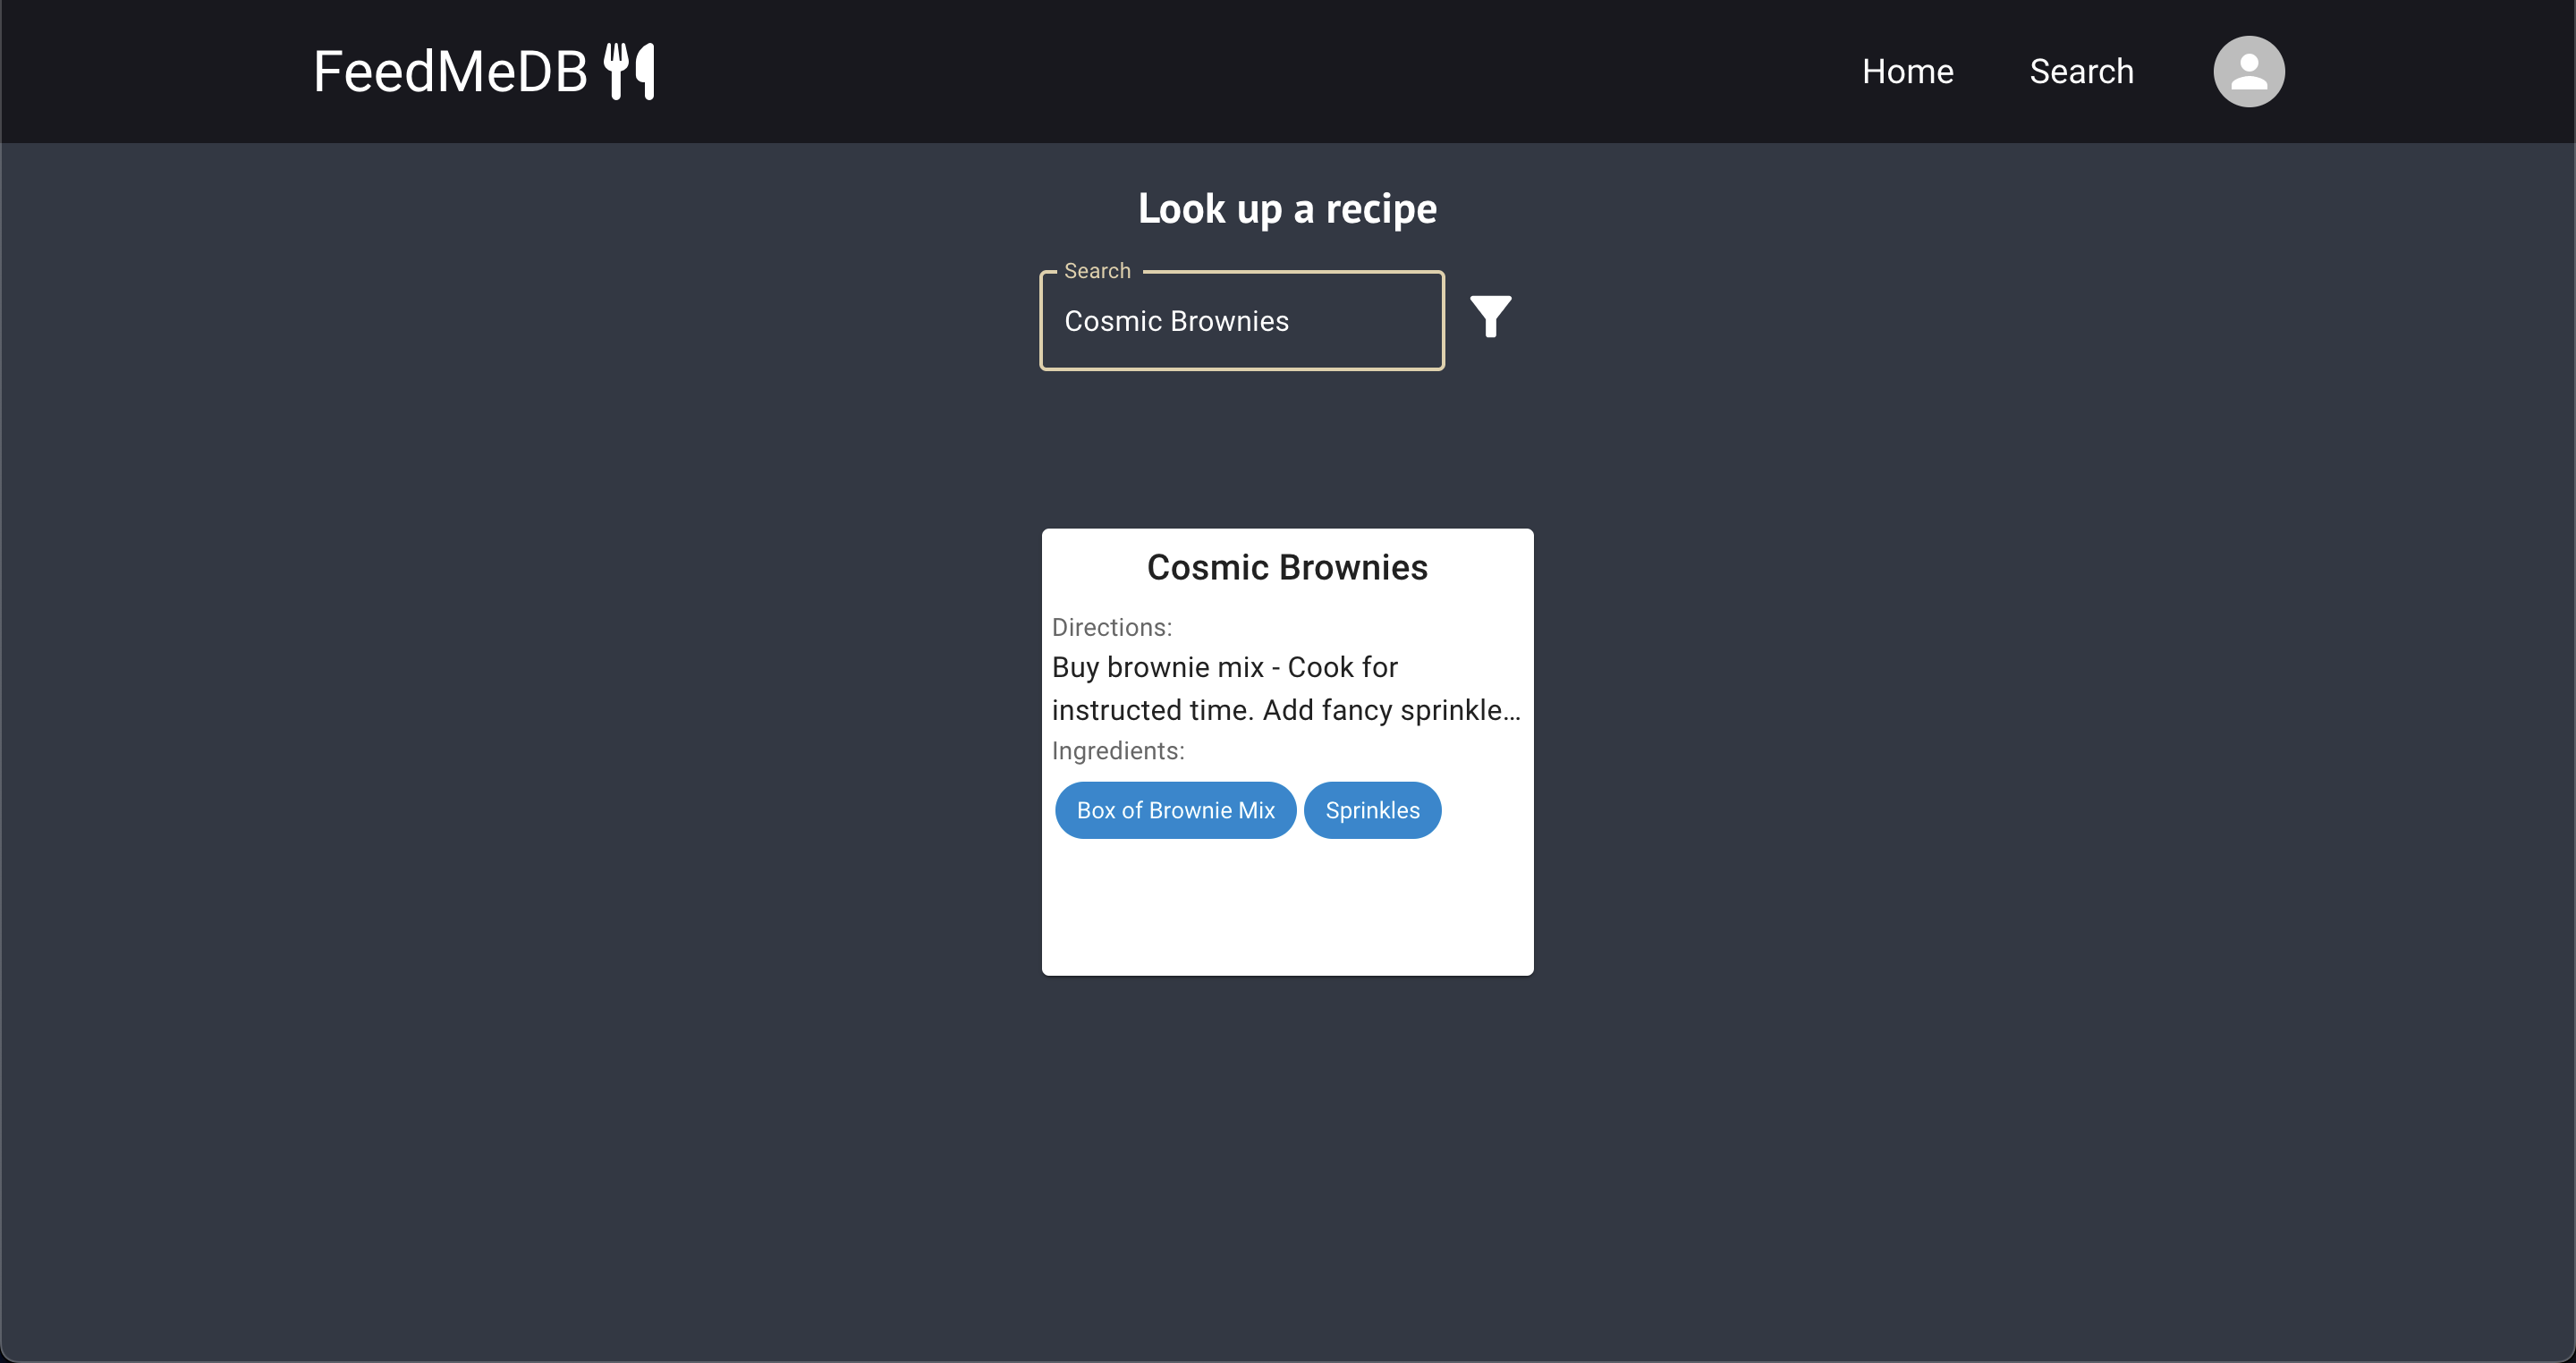 FeedMeDB
Home
Search
Look up a recipe
Search
Cosmic Brownies
Cosmic Brownies
Directions:
Buy brownie mix - Cook for
instructed time. Add fancy sprinkle…
Ingredients:
Box of Brownie Mix
Sprinkles